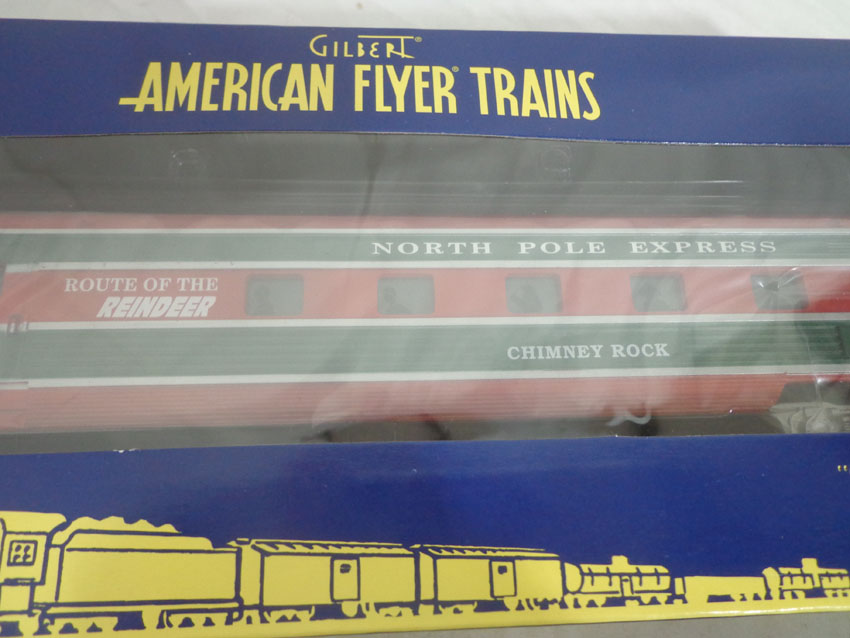 GILBERT®
AMERICAN FLYER® TRAINS
NORTH POLE EXPRESS
ROUTE OF THE
REINDEER
CHIMNEY ROCK